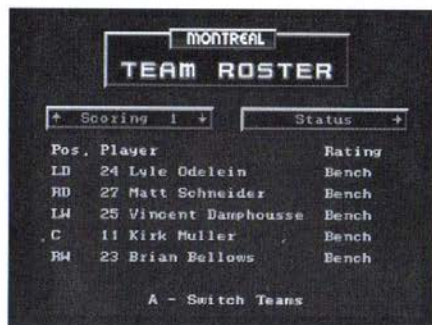 MONTREAL
TEAM ROSTER
↑ Scoring 1 ↓ Status →
Pos. Player Rating
LD 24 Lyle Odelein Bench
RD 27 Matt Schneider Bench
LW 25 Vincent Damphousse Bench
C 11 Kirk Muller Bench
RW 23 Brian Bellows Bench
A - Switch Teams